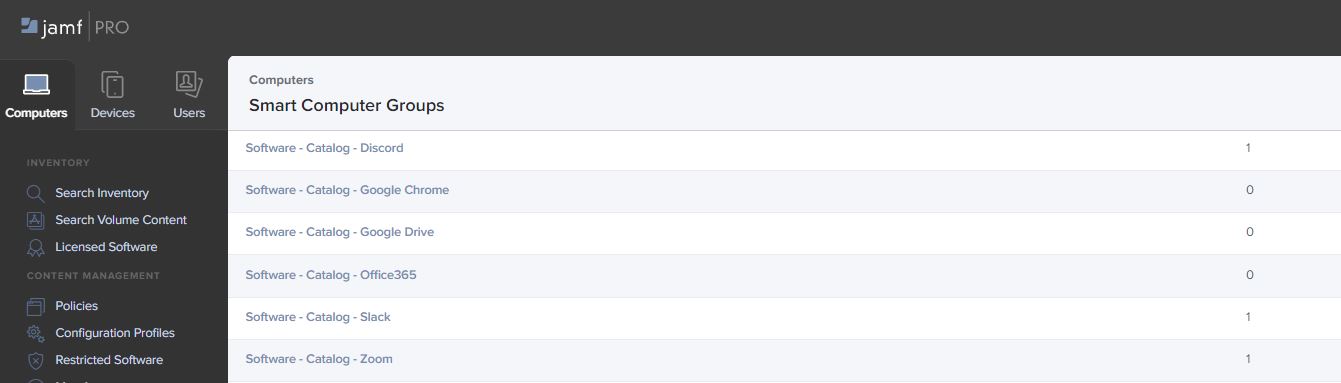 jamf PRO
Computers
Devices
Users
INVENTORY
Search Inventory
Search Volume Content
Licensed Software
CONTENT MANAGEMENT
Policies
Configuration Profiles
Restricted Software
Computers
Smart Computer Groups
Software - Catalog - Discord 1
Software - Catalog - Google Chrome 0
Software - Catalog - Google Drive 0
Software - Catalog - Office365 0
Software - Catalog - Slack 1
Software - Catalog - Zoom 1